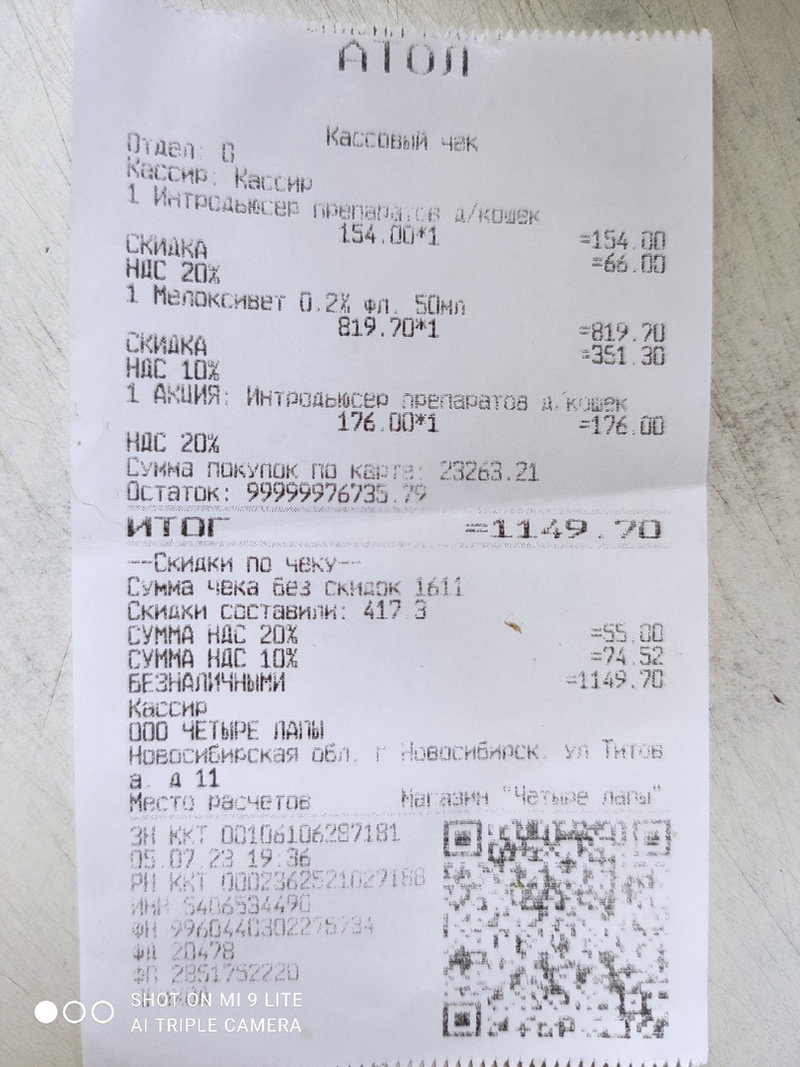 АТОЛ
Кассовый чек
Отдел: 0
Кассир: Кассир
1 Интродьюсер препаратов д/кошек
154.00*1 =154.00
СКИДКА =66.00
НДС 20%
1 Мелоксивет 0.2% фл. 50мл
819.70*1 =819.70
СКИДКА =351.30
НДС 10%
1 АКЦИЯ: Интродьюсер препаратов д/кошек
176.00*1 =176.00
НДС 20%
Сумма покупок по карте: 23263.21
Остаток: 99999976735.79
ИТОГ =1149.70
--Скидки по чеку--
Сумма чека без скидок 1611
Скидки составили: 417.3
СУММА НДС 20% =55.00
СУММА НДС 10% =74.52
БЕЗНАЛИЧНЫМИ =1149.70
Кассир
ООО ЧЕТЫРЕ ЛАПЫ
Новосибирская обл. г Новосибирск. ул Титов
а. д 11
Место расчетов Магазин "Четыре лапы"
ЗН ККТ 00106106287181
05.07.23 19:36
РН ККТ 0002362521027188
ИНН 5406534490
ФН 9960440302275734
ФД 20478
ФП 2851752220
SHOT ON MI 9 LITE
AI TRIPLE CAMERA